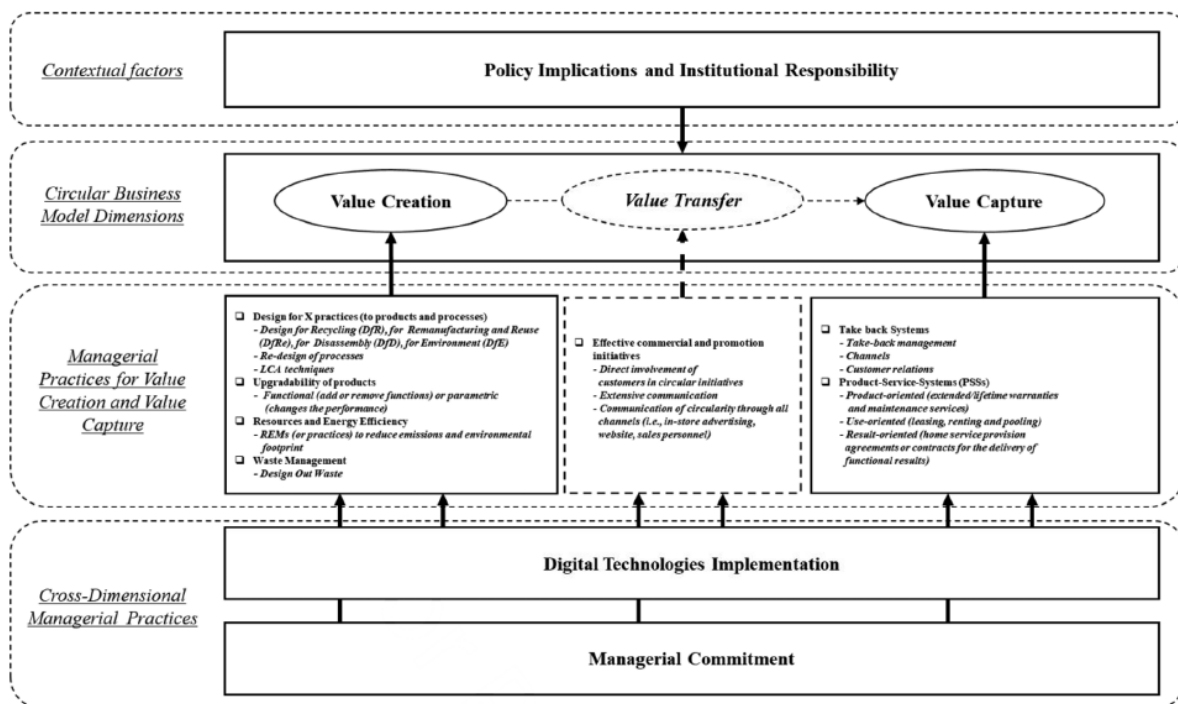 Contextual factors
Policy Implications and Institutional Responsibility
Circular Business
Model Dimensions
Value Creation
Value Transfer
Value Capture
Managerial
Practices for Value
Creation and Value
Capture
❑ Design for X practices (to products and processes)
- Design for Recycling (DfR), for Remanufacturing and Reuse
(DfRe), for Disassembly (DfD), for Environment (DfE)
- Re-design of processes
- LCA techniques
❑ Upgradability of products
- Functional (add or remove functions) or parametric
(changes the performance)
❑ Resources and Energy Efficiency
- REMs (or practices) to reduce emissions and environmental
footprint
❑ Waste Management
- Design Out Waste
❑ Effective commercial and promotion
initiatives
- Direct involvement of
customers in circular initiatives
- Extensive communication
- Communication of circularity through all
channels (i.e., in-store advertising,
website, sales personnel)
❑ Take back Systems
- Take-back management
- Channels
- Customer relations
❑ Product-Service-Systems (PSSs)
- Product-oriented (extended/lifetime warranties
and maintenance services)
- Use-oriented (leasing, renting and pooling)
- Result-oriented (home service provision
agreements or contracts for the delivery of
functional results)
Cross-Dimensional
Managerial Practices
Digital Technologies Implementation
Managerial Commitment